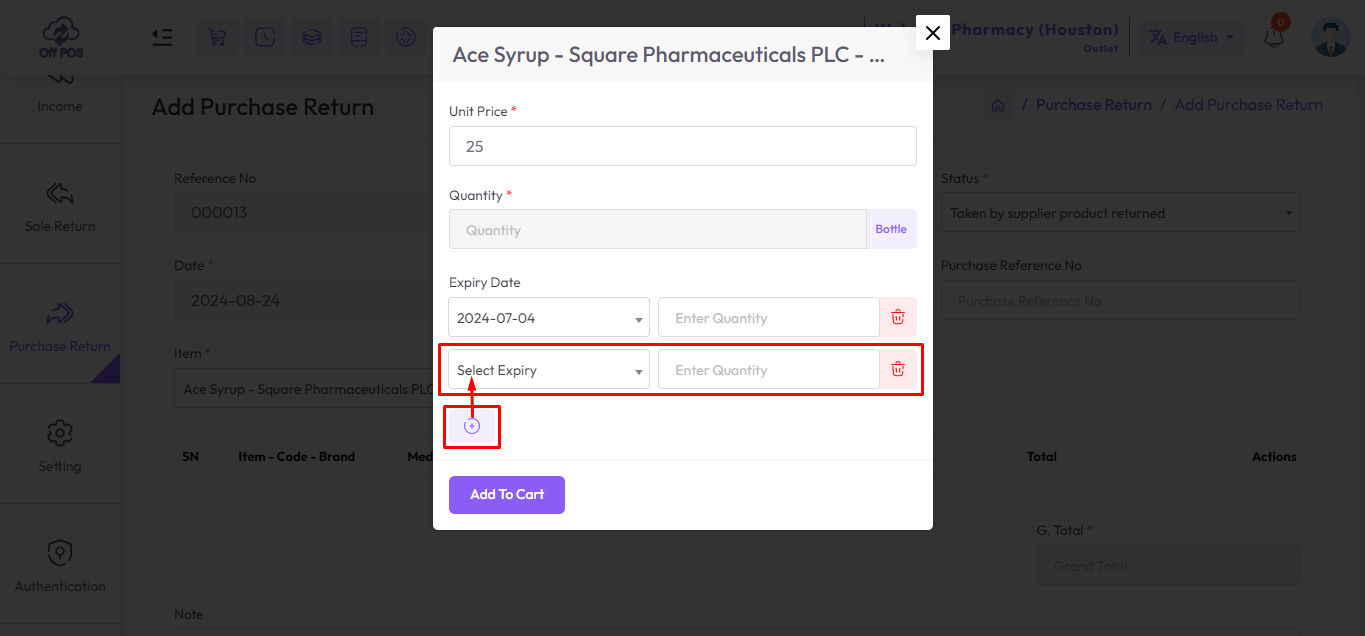 Off POS
Pharmacy (Houston)
Outlet
English
0
Income
Sale Return
Purchase Return
Setting
Authentication
Add Purchase Return
/ Purchase Return / Add Purchase Return
Reference No
000013
Status *
Taken by supplier product returned
Date *
2024-08-24
Purchase Reference No
Purchase Reference No
Item *
Ace Syrup - Square Pharmaceuticals PLC
SN
Item - Code - Brand
Med
Total
Actions
G. Total *
Grand Total
Note
Ace Syrup - Square Pharmaceuticals PLC - ...
Unit Price *
25
Quantity *
Quantity
Bottle
Expiry Date
2024-07-04
Enter Quantity
Select Expiry
Enter Quantity
Add To Cart